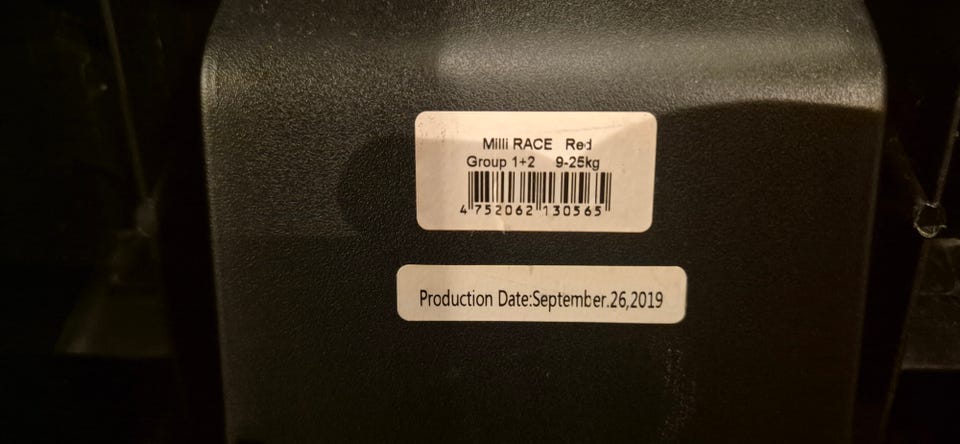 Milli RACE Red
Group 1+2 9-25kg
4 752062 130565
Production Date:September.26,2019